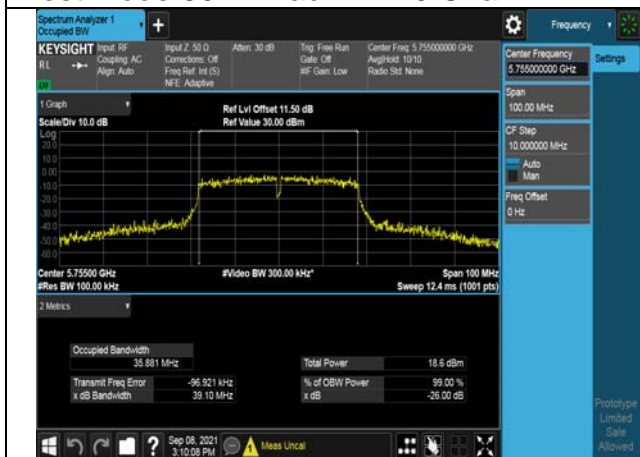 Spectrum Analyzer 1
Occupied BW
Frequency
KEYSIGHT
RL
Input: RF
Coupling: AC
Align: Auto
Input Z: 50 Ω
Corrections: Off
Freq Ref: Int (S)
NFE: Adaptive
Atten: 30 dB
Trig: Free Run
Gate: Off
#IF Gain: Low
Center Freq: 5.755000000 GHz
Avg|Hold: 10/10
Radio Std: None
Center Frequency
5.755000000 GHz
Settings
Span
100.00 MHz
CF Step
10.000000 MHz
Auto
Man
Freq Offset
0 Hz
1 Graph
Scale/Div 10.0 dB
Ref Lvl Offset 11.50 dB
Ref Value 30.00 dBm
Log
20.0
10.0
0.00
-10.0
-20.0
-30.0
-40.0
-50.0
-60.0
Center 5.75500 GHz
#Res BW 100.00 kHz
#Video BW 300.00 kHz*
Span 100 MHz
Sweep 12.4 ms (1001 pts)
2 Metrics
Occupied Bandwidth
35.881 MHz
Total Power 18.6 dBm
Transmit Freq Error -96.921 kHz
% of OBW Power 99.00 %
x dB Bandwidth 39.10 MHz
x dB -26.00 dB
Prototype
Limited
Sale
Allowed
Sep 08, 2021
3:10:08 PM
Meas Uncal